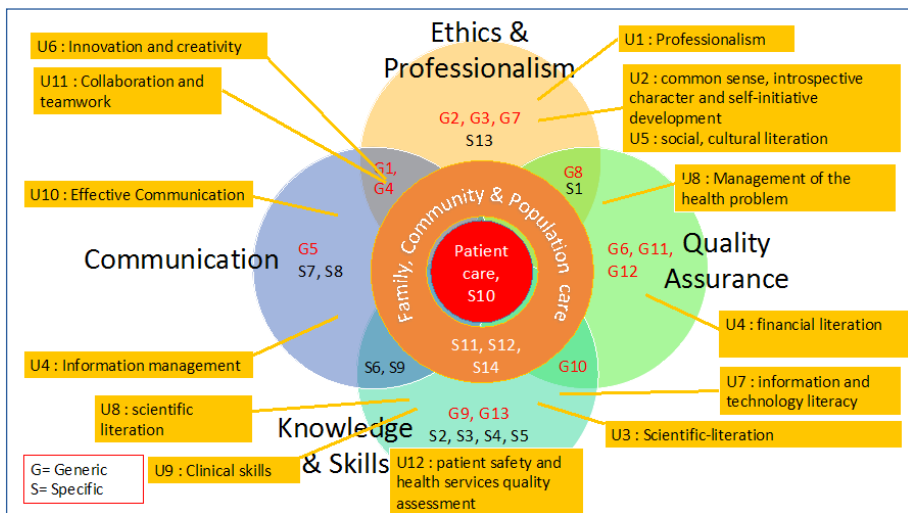 U6 : Innovation and creativity
U11 : Collaboration and
teamwork
Ethics &
Professionalism
U1 : Professionalism
U2 : common sense, introspective
character and self-initiative
development
U5 : social, cultural literation
G2, G3, G7
S13
U10 : Effective Communication
G1,
G4
G8
S1
U8 : Management of the
health problem
Communication
G5
S7, S8
Family, Community & Population care
Patient
care,
S10
G6, G11,
G12
Quality
Assurance
U4 : financial literation
U4 : Information management
S6, S9
S11, S12,
S14
G10
U7 : information and
technology literacy
U8 : scientific
literation
Knowledge
& Skills
G9, G13
S2, S3, S4, S5
U3 : Scientific-literation
U9 : Clinical skills
U12 : patient safety and
health services quality
assessment
G= Generic
S= Specific